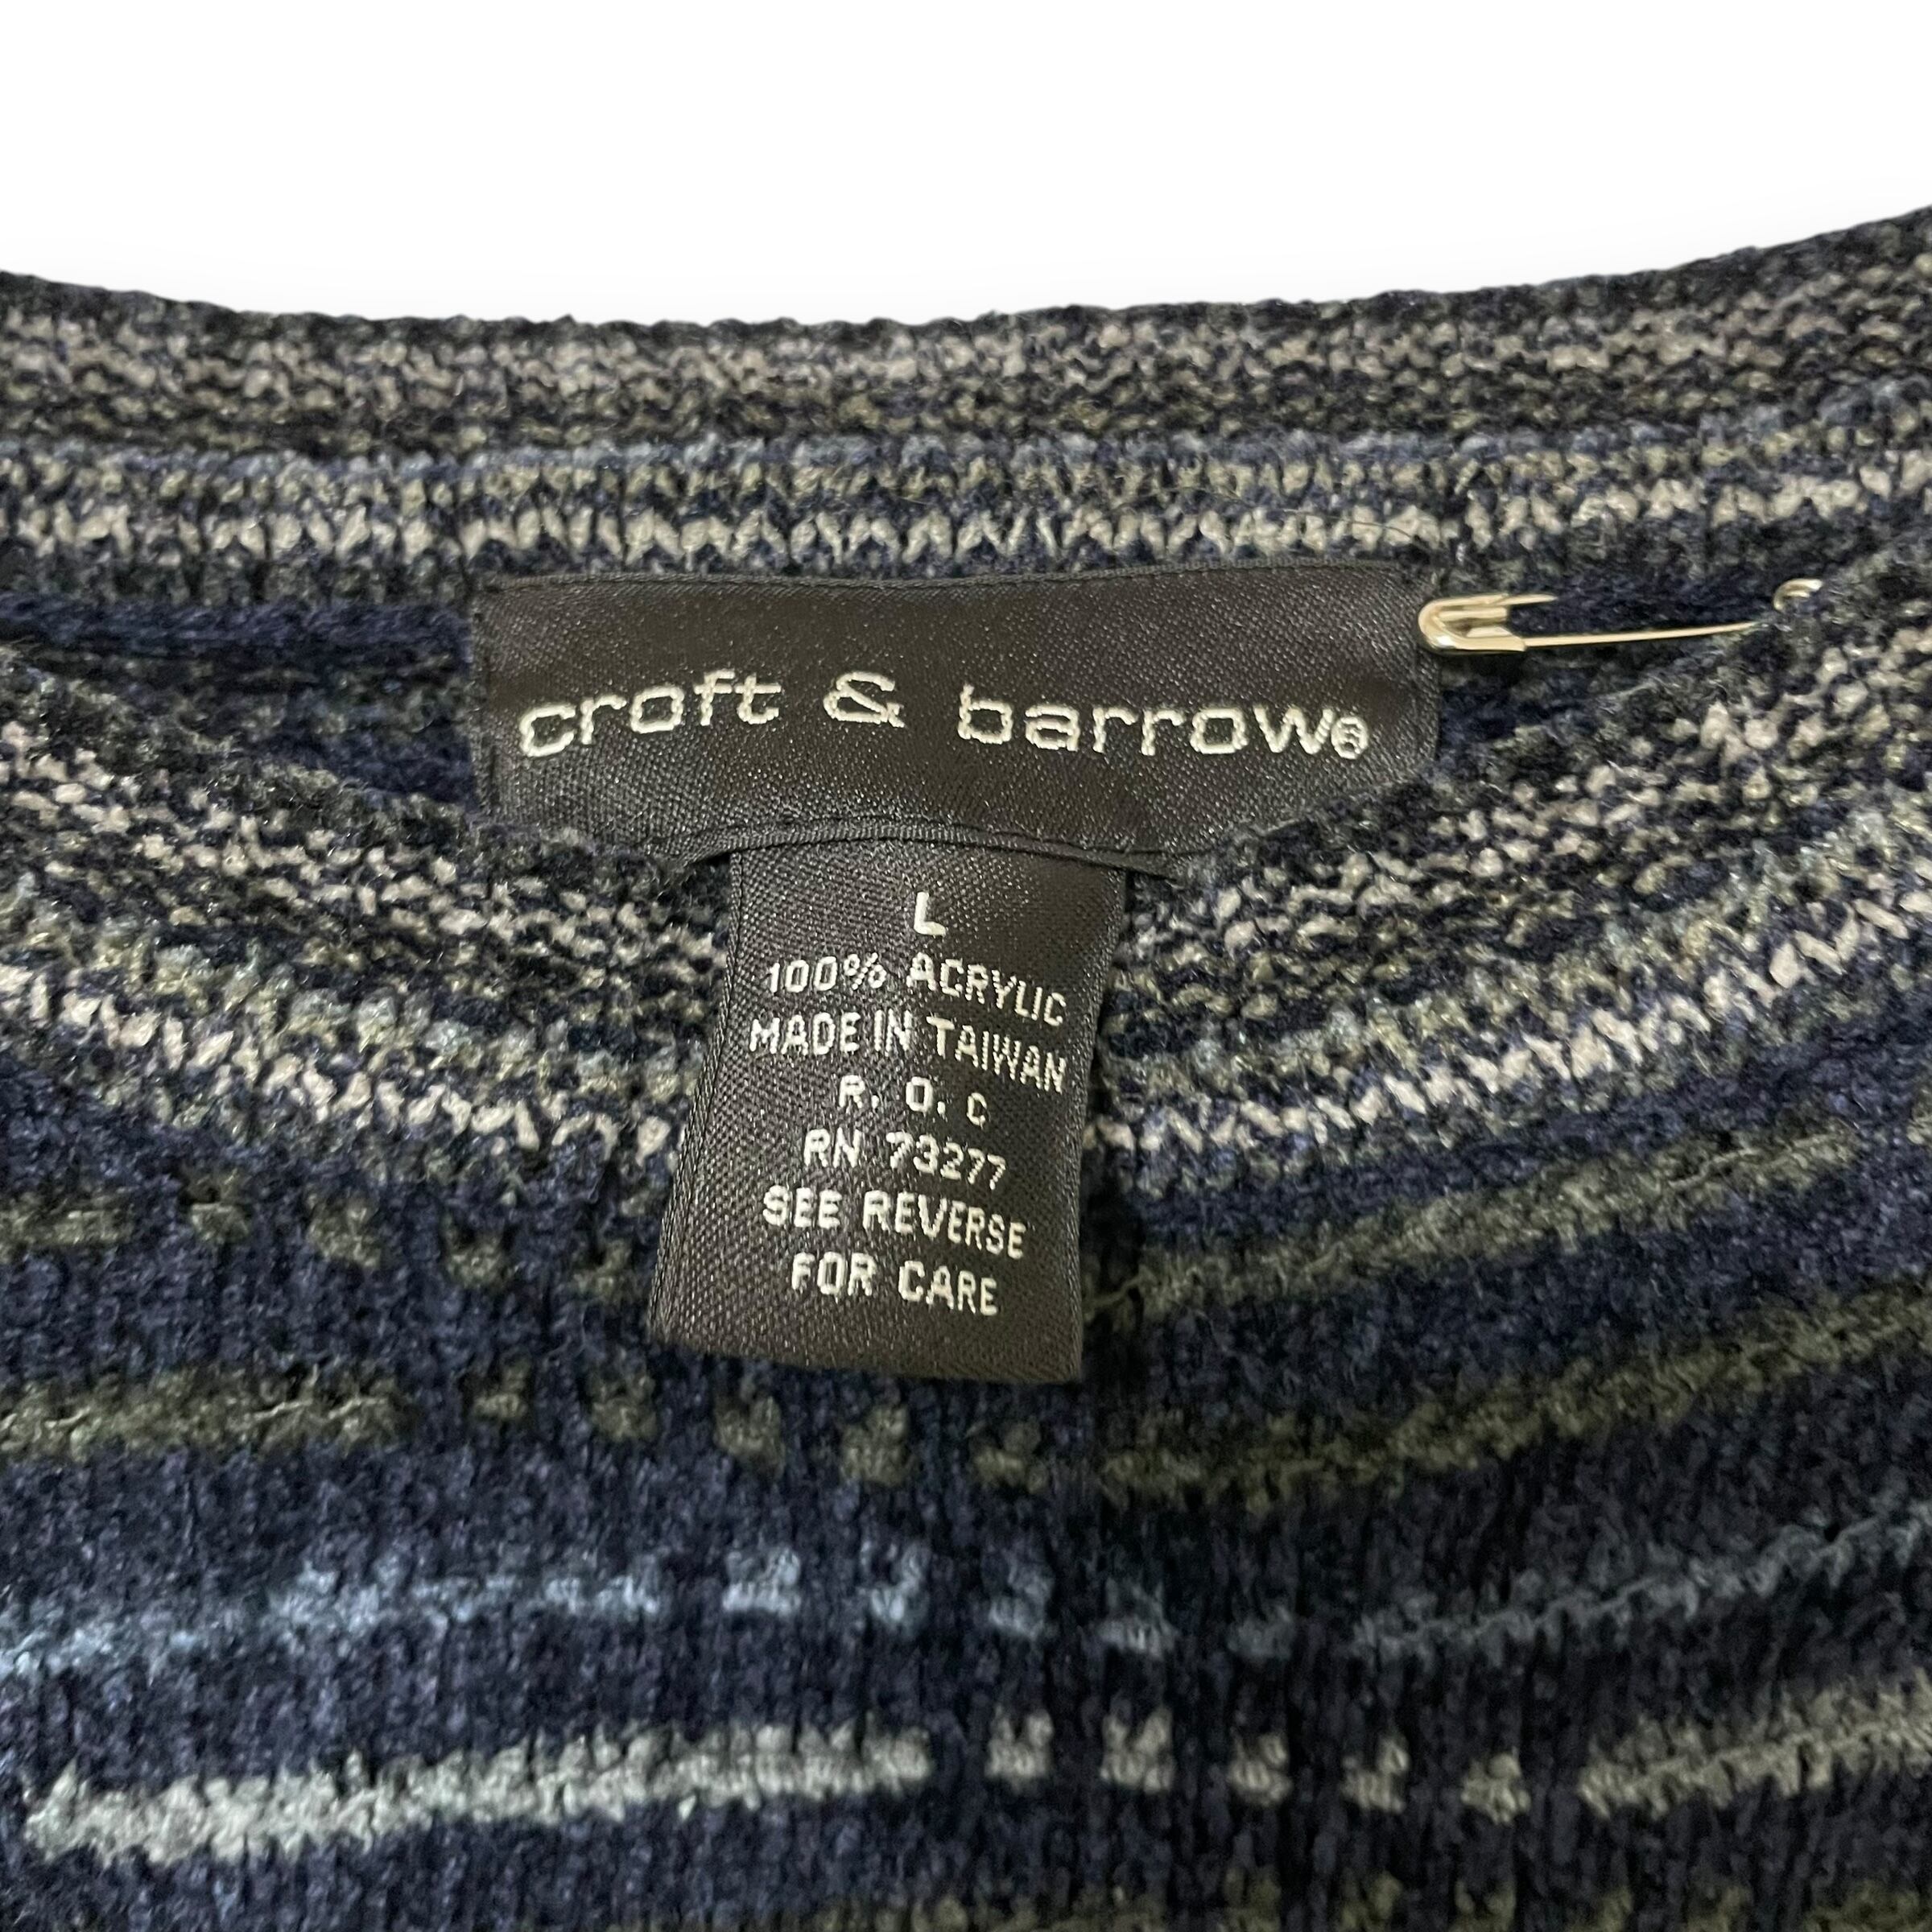 croft & barrow®
L
100% ACRYLIC
MADE IN TAIWAN
R. O. C
RN 73277
SEE REVERSE
FOR CARE